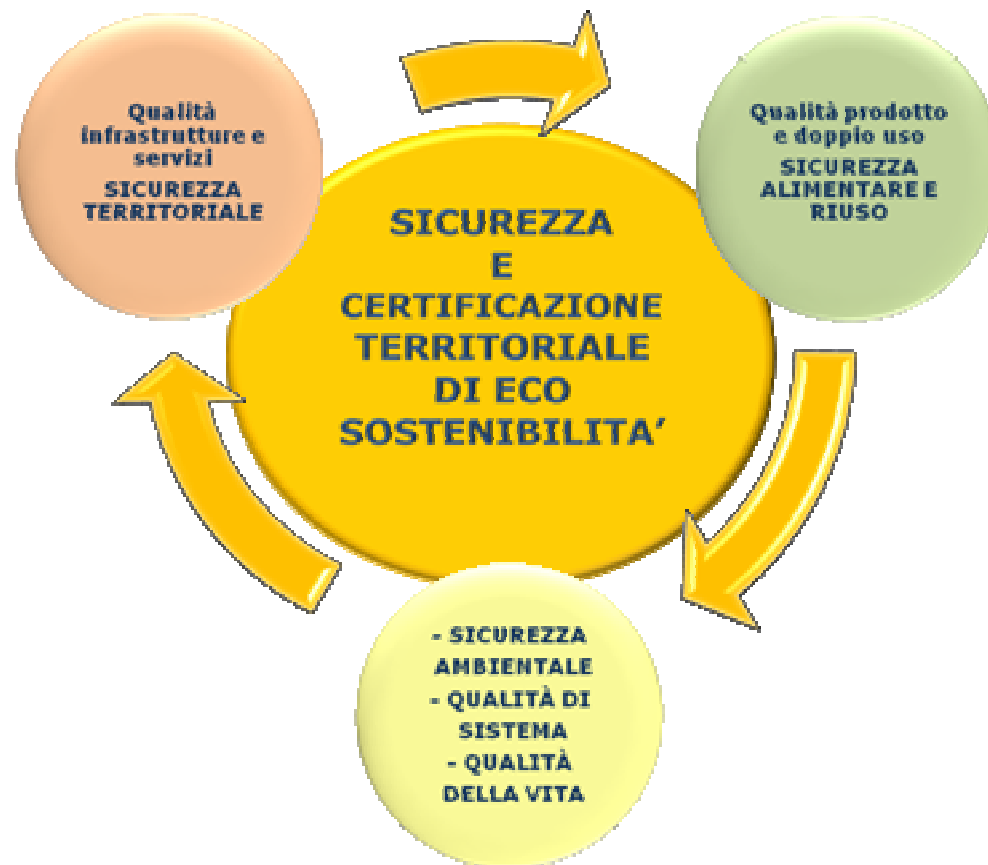 Qualità
infrastrutture e
servizi
SICUREZZA
TERRITORIALE
Qualità prodotto
e doppio uso
SICUREZZA
ALIMENTARE E
RIUSO
SICUREZZA
E
CERTIFICAZIONE
TERRITORIALE
DI ECO
SOSTENIBILITA’
- SICUREZZA
AMBIENTALE
- QUALITÀ DI
SISTEMA
- QUALITÀ
DELLA VITA